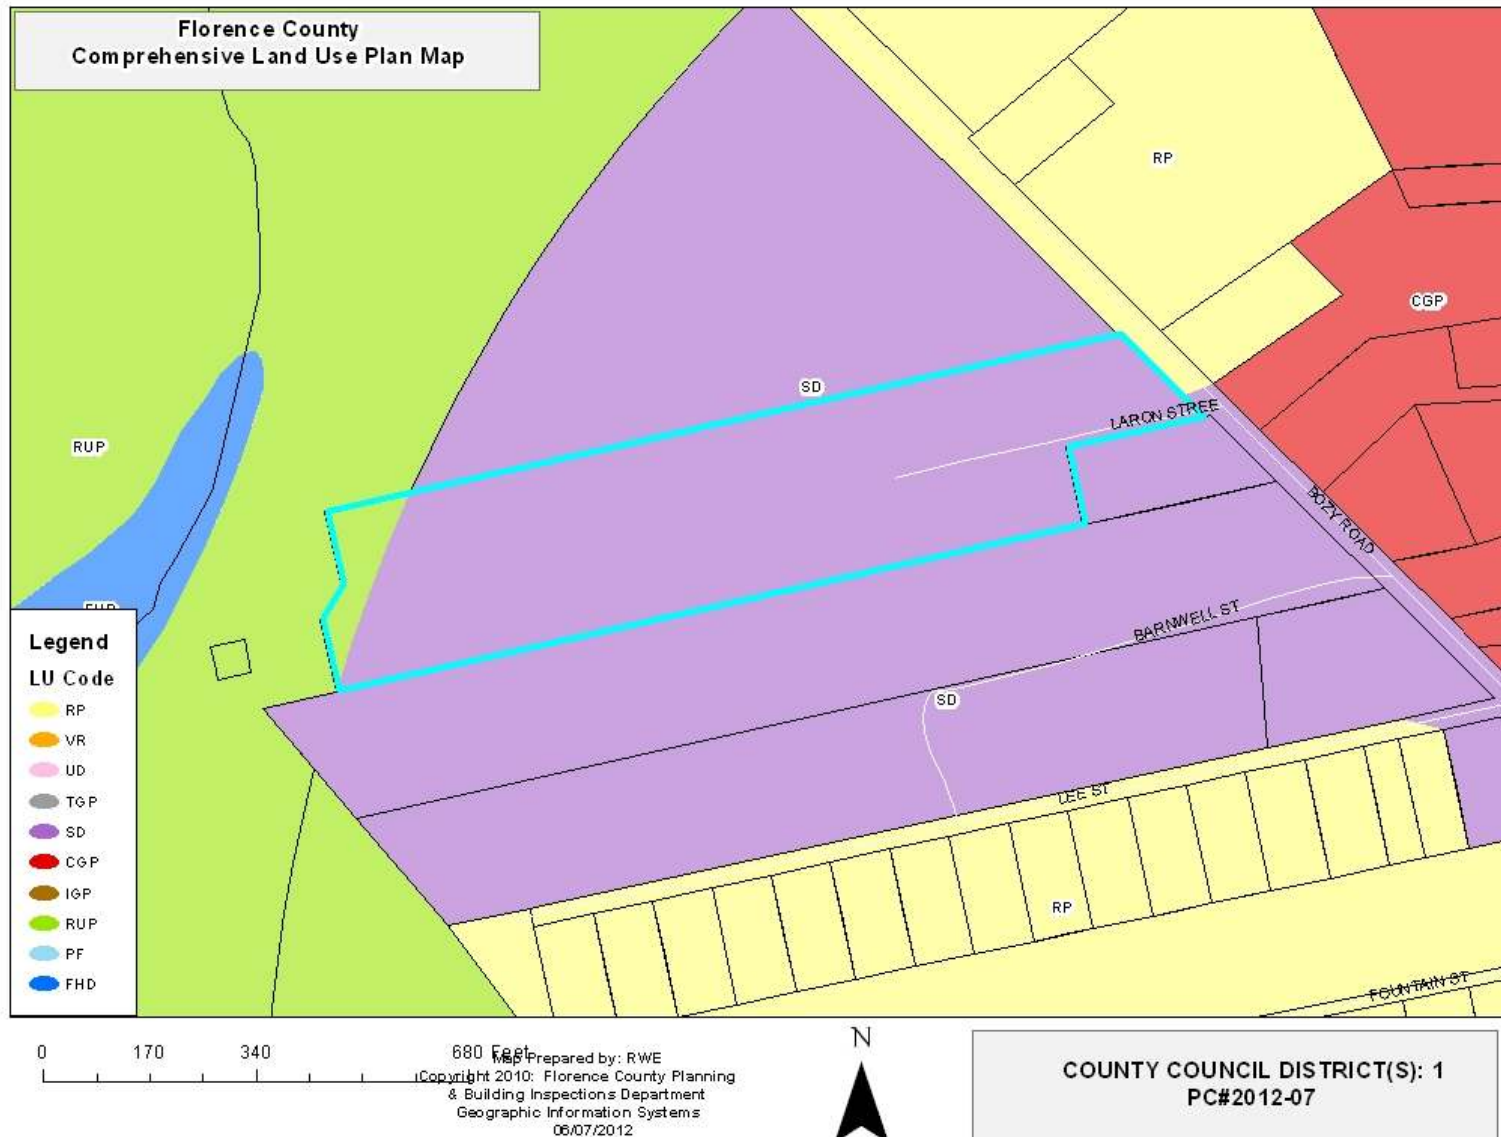 Florence County
Comprehensive Land Use Plan Map
RP
CGP
SD
LARON STREE
RUP
BOZY ROAD
FHD
BARNWELL ST
SD
LEE ST
RP
FOUNTAIN ST
Legend
LU Code
RP
VR
UD
TGP
SD
CGP
IGP
RUP
PF
FHD
0 170 340 680 Feet
Map Prepared by: RWE
Copyright 2010: Florence County Planning
& Building Inspections Department
Geographic Information Systems
06/07/2012
N
COUNTY COUNCIL DISTRICT(S): 1
PC#2012-07